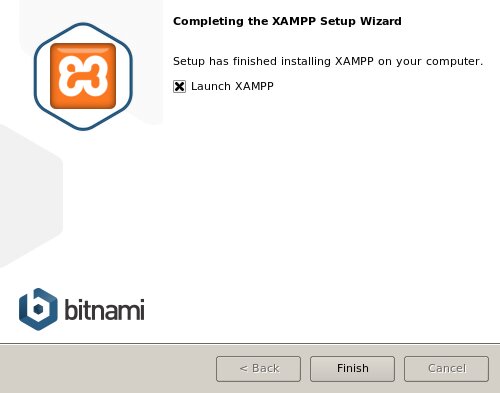 Completing the XAMPP Setup Wizard
Setup has finished installing XAMPP on your computer.
Launch XAMPP
bitnami
< Back
Finish
Cancel